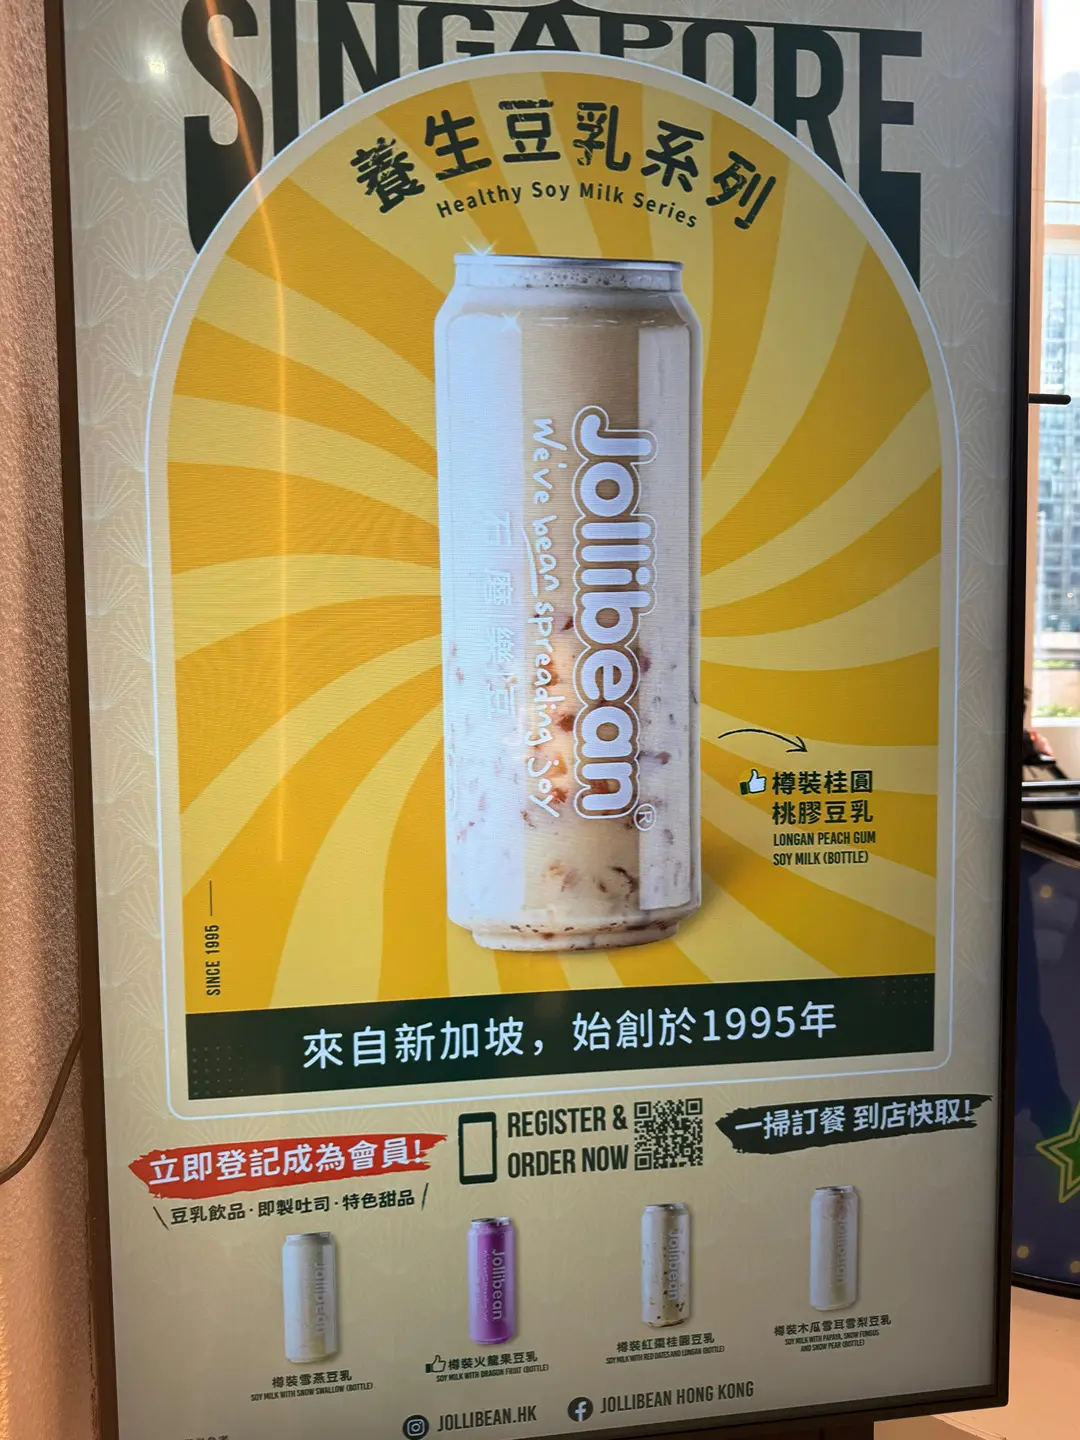 SINGAPORE
養生豆乳系列
Healthy Soy Milk Series
Jollibean®
We've bean spreading joy
石磨樂豆
樽裝桂圓
桃膠豆乳
LONGAN PEACH GUM
SOY MILK (BOTTLE)
SINCE 1995
來自新加坡，始創於1995年
立即登記成為會員!
豆乳飲品·即製吐司·特色甜品
REGISTER &
ORDER NOW
一掃訂餐 到店快取!
Jollibean
Jollibean
Jollibean
Jollibean
樽裝雪燕豆乳
SOY MILK WITH SNOW SWALLOW (BOTTLE)
樽裝火龍果豆乳
SOY MILK WITH DRAGON FRUIT (BOTTLE)
樽裝紅棗桂圓豆乳
SOY MILK WITH RED DATES AND LONGAN (BOTTLE)
樽裝木瓜雪耳雪梨豆乳
SOY MILK WITH PAPAYA, SNOW FUNGUS
AND SNOW PEAR (BOTTLE)
JOLLIBEAN.HK
JOLLIBEAN HONG KONG